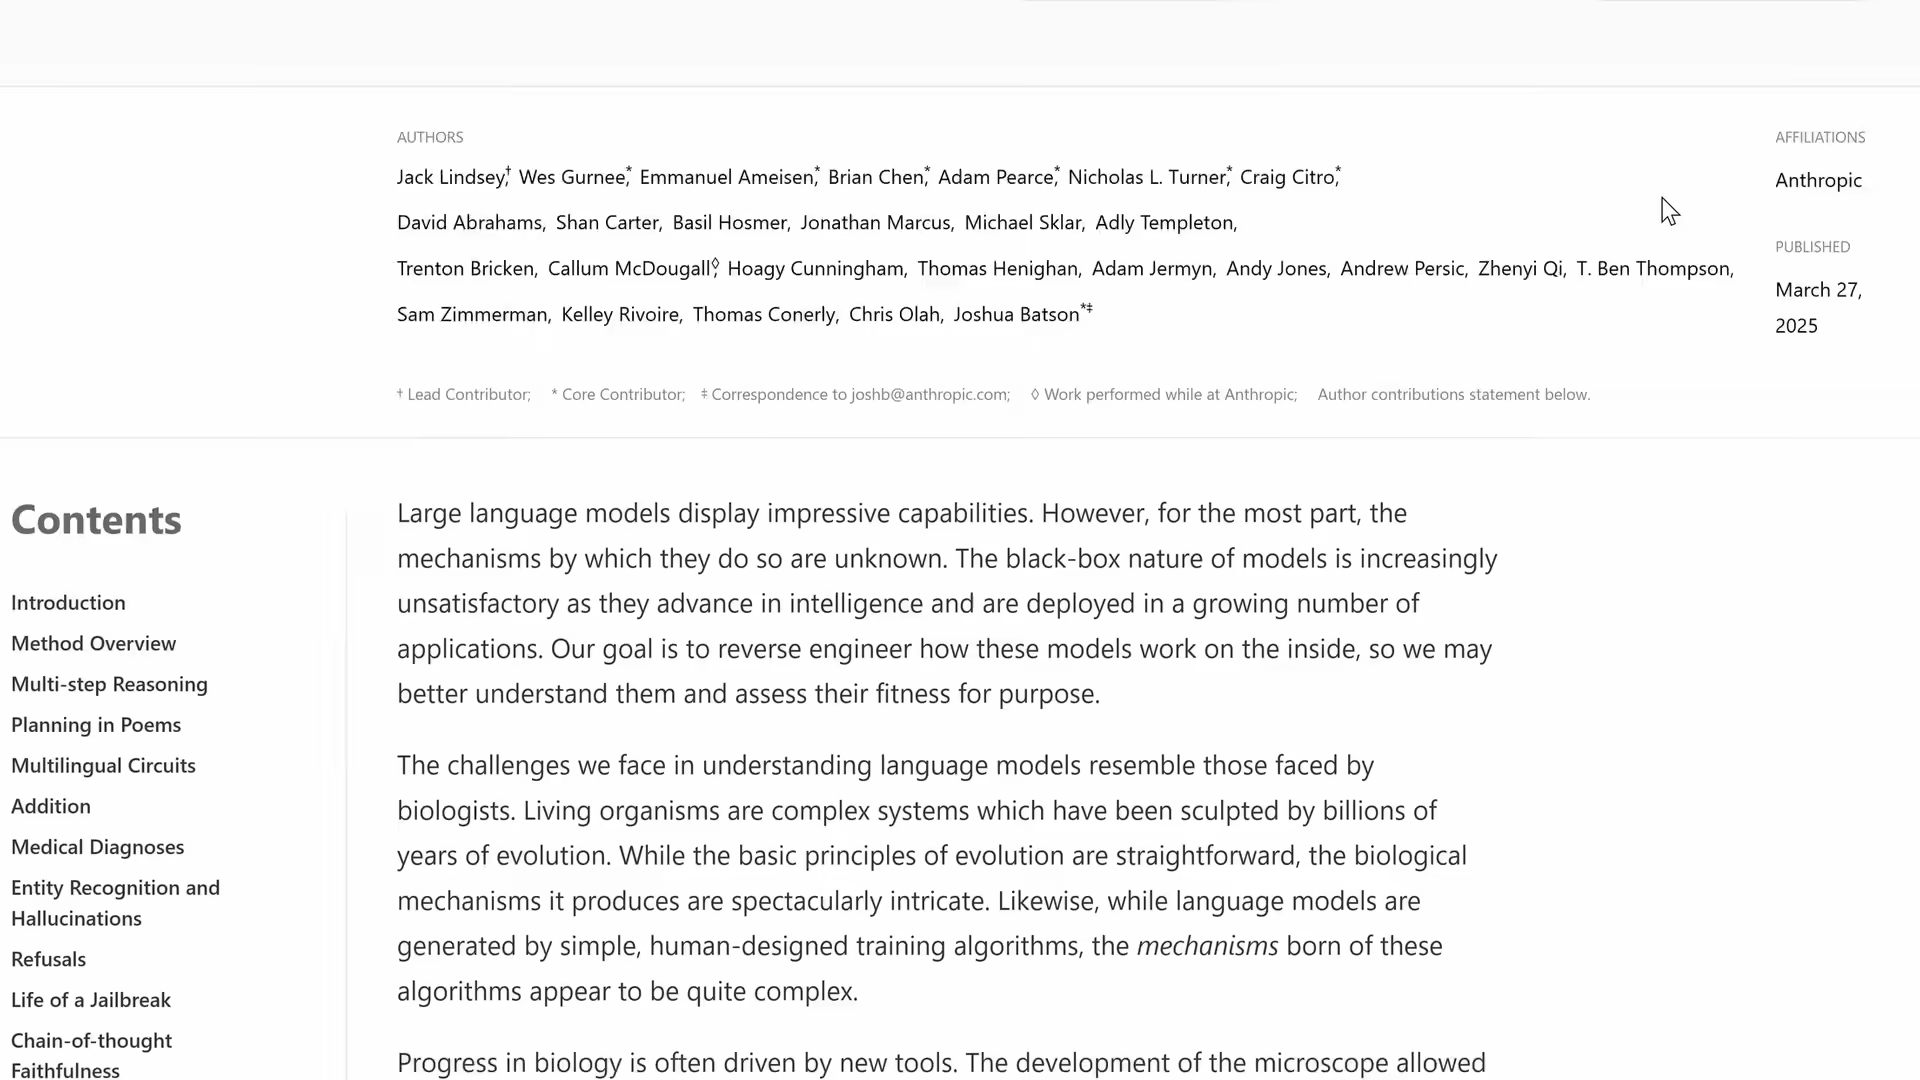 AUTHORS
Jack Lindsey,† Wes Gurnee,* Emmanuel Ameisen,* Brian Chen,* Adam Pearce,* Nicholas L. Turner,* Craig Citro,*
David Abrahams, Shan Carter, Basil Hosmer, Jonathan Marcus, Michael Sklar, Adly Templeton,
Trenton Bricken, Callum McDougall,◊ Hoagy Cunningham, Thomas Henighan, Adam Jermyn, Andy Jones, Andrew Persic, Zhenyi Qi, T. Ben Thompson,
Sam Zimmerman, Kelley Rivoire, Thomas Conerly, Chris Olah, Joshua Batson*‡
† Lead Contributor; * Core Contributor; ‡ Correspondence to joshb@anthropic.com; ◊ Work performed while at Anthropic; Author contributions statement below.
AFFILIATIONS
Anthropic
PUBLISHED
March 27,
2025
Contents
Introduction
Method Overview
Multi-step Reasoning
Planning in Poems
Multilingual Circuits
Addition
Medical Diagnoses
Entity Recognition and
Hallucinations
Refusals
Life of a Jailbreak
Chain-of-thought
Faithfulness
Large language models display impressive capabilities. However, for the most part, the
mechanisms by which they do so are unknown. The black-box nature of models is increasingly
unsatisfactory as they advance in intelligence and are deployed in a growing number of
applications. Our goal is to reverse engineer how these models work on the inside, so we may
better understand them and assess their fitness for purpose.
The challenges we face in understanding language models resemble those faced by
biologists. Living organisms are complex systems which have been sculpted by billions of
years of evolution. While the basic principles of evolution are straightforward, the biological
mechanisms it produces are spectacularly intricate. Likewise, while language models are
generated by simple, human-designed training algorithms, the mechanisms born of these
algorithms appear to be quite complex.
Progress in biology is often driven by new tools. The development of the microscope allowed